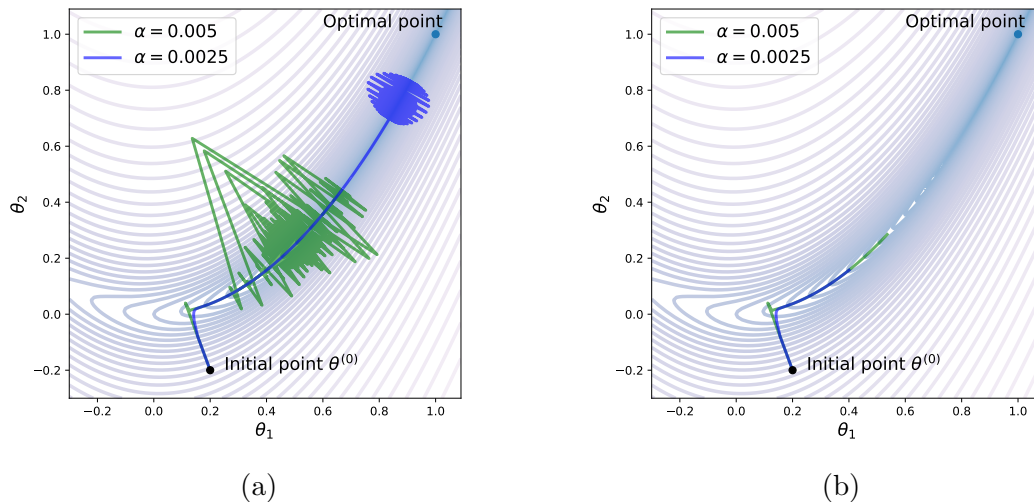 Optimal point
α = 0.005
α = 0.0025
1.0
0.8
0.6
0.4
0.2
0.0
−0.2
θ₂
Initial point θ⁽⁰⁾
−0.2 0.0 0.2 0.4 0.6 0.8 1.0
θ₁
(a)
Optimal point
α = 0.005
α = 0.0025
1.0
0.8
0.6
0.4
0.2
0.0
−0.2
θ₂
Initial point θ⁽⁰⁾
−0.2 0.0 0.2 0.4 0.6 0.8 1.0
θ₁
(b)